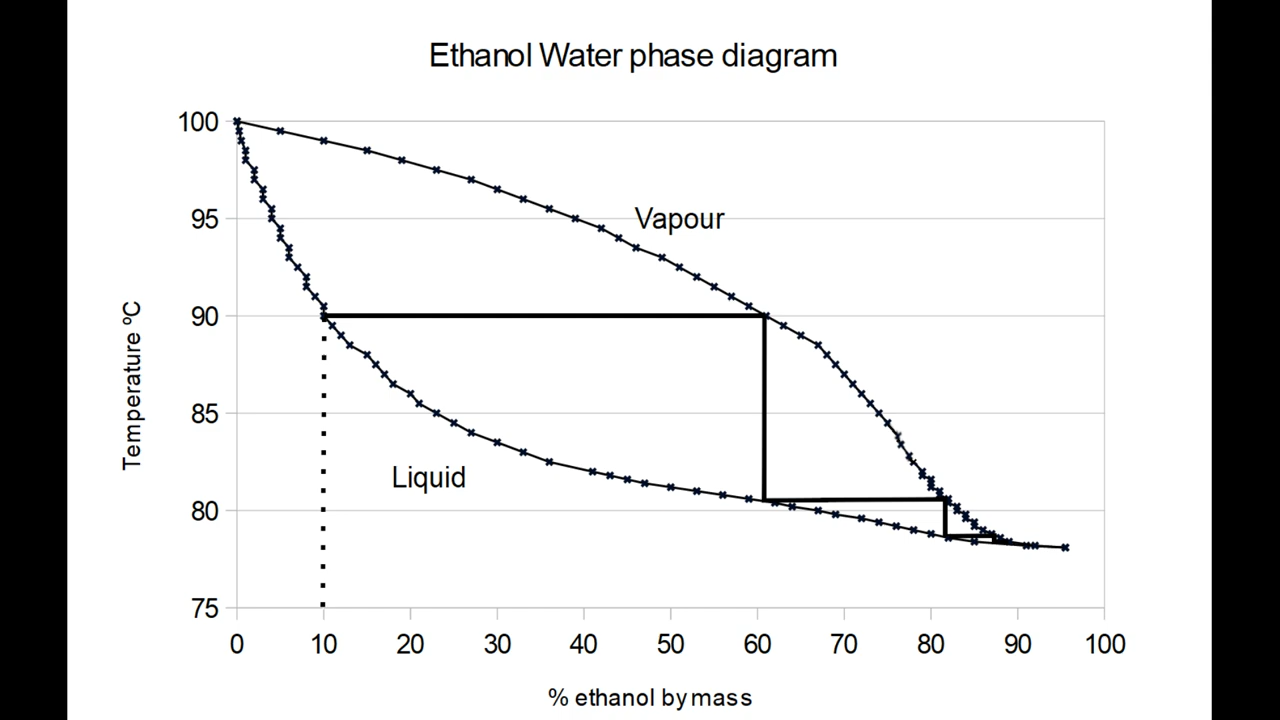 Ethanol Water phase diagram
100
95
90
85
80
75
Temperature ºC
Vapour
Liquid
0 10 20 30 40 50 60 70 80 90 100
% ethanol by mass